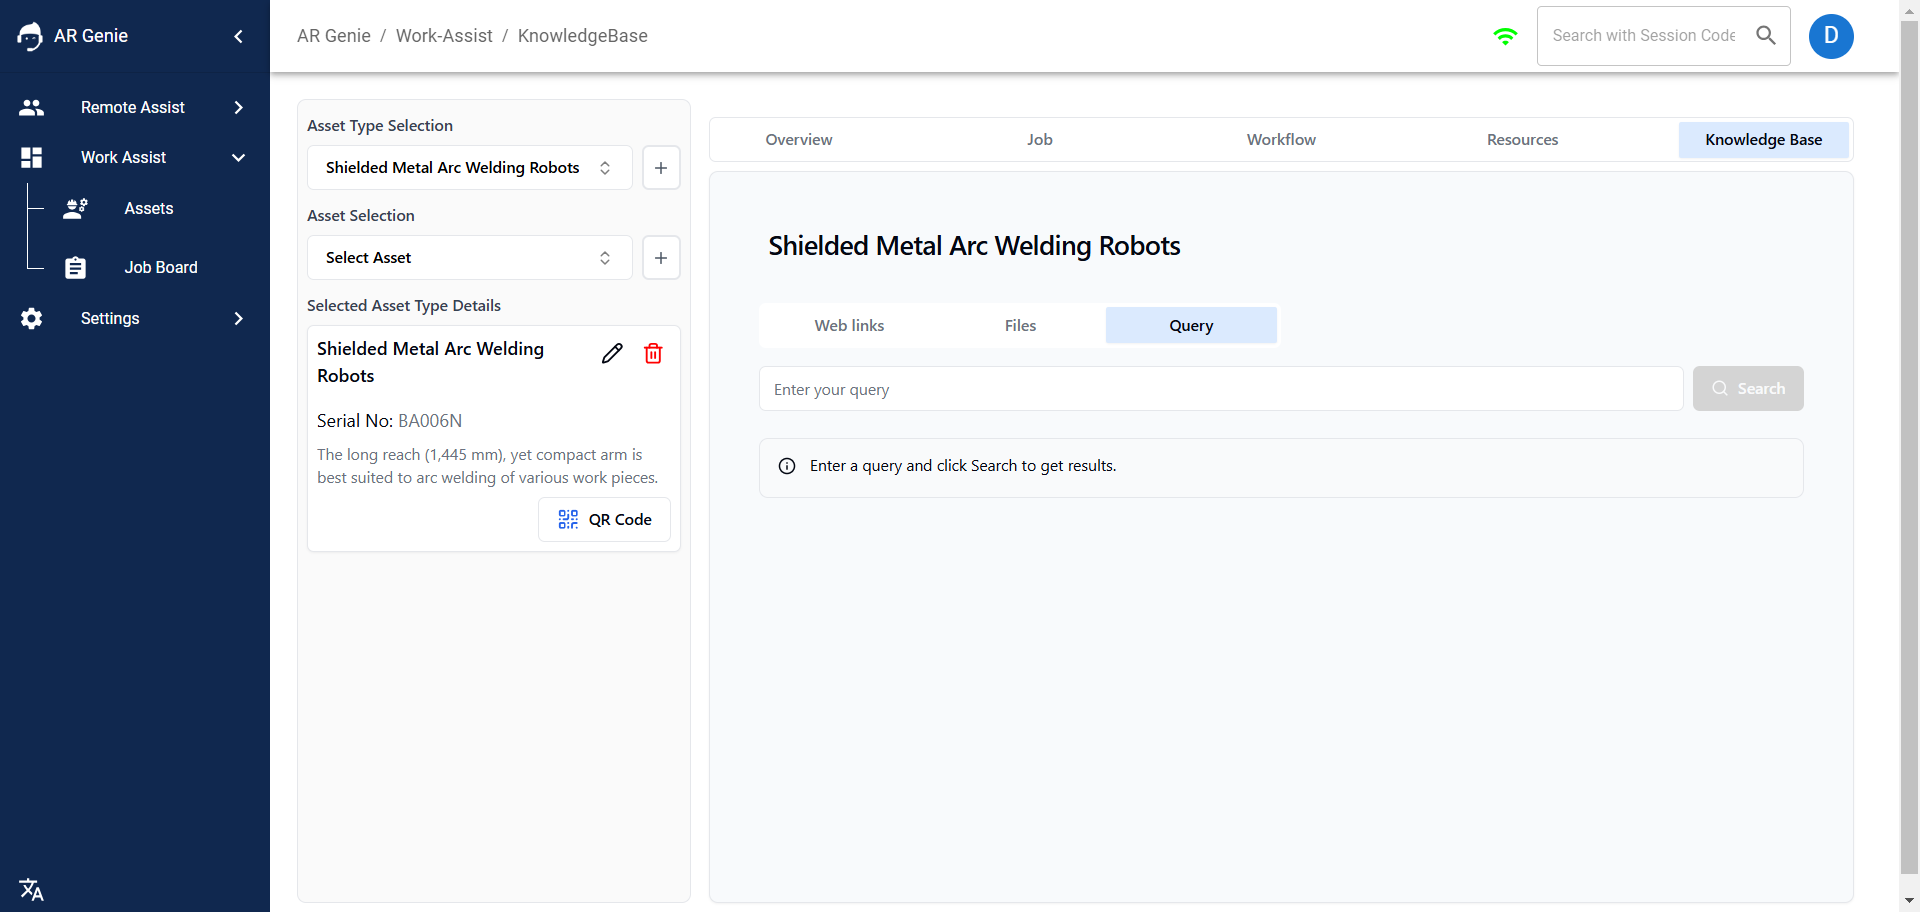 AR Genie
Remote Assist
Work Assist
Assets
Job Board
Settings
AR Genie / Work-Assist / KnowledgeBase
Search with Session Code
D
Asset Type Selection
Shielded Metal Arc Welding Robots
Asset Selection
Select Asset
Selected Asset Type Details
Shielded Metal Arc Welding
Robots
Serial No: BA006N
The long reach (1,445 mm), yet compact arm is
best suited to arc welding of various work pieces.
QR Code
Overview
Job
Workflow
Resources
Knowledge Base
Shielded Metal Arc Welding Robots
Web links
Files
Query
Enter your query
Search
Enter a query and click Search to get results.